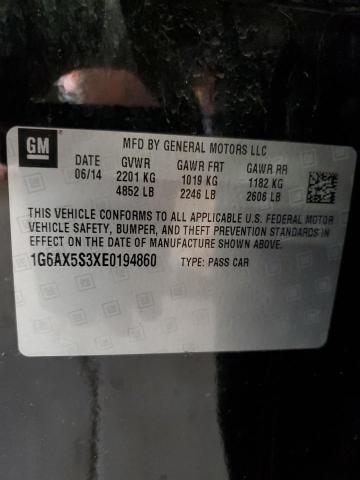 GM
MFD BY GENERAL MOTORS LLC
DATE GVWR GAWR FRT GAWR RR
06/14 2201 KG 1019 KG 1182 KG
4852 LB 2246 LB 2606 LB
THIS VEHICLE CONFORMS TO ALL APPLICABLE U.S. FEDERAL MOTOR
VEHICLE SAFETY, BUMPER, AND THEFT PREVENTION STANDARDS IN
EFFECT ON THE DATE OF MANUFACTURE SHOWN ABOVE.
1G6AX5S3XE0194860 TYPE: PASS CAR